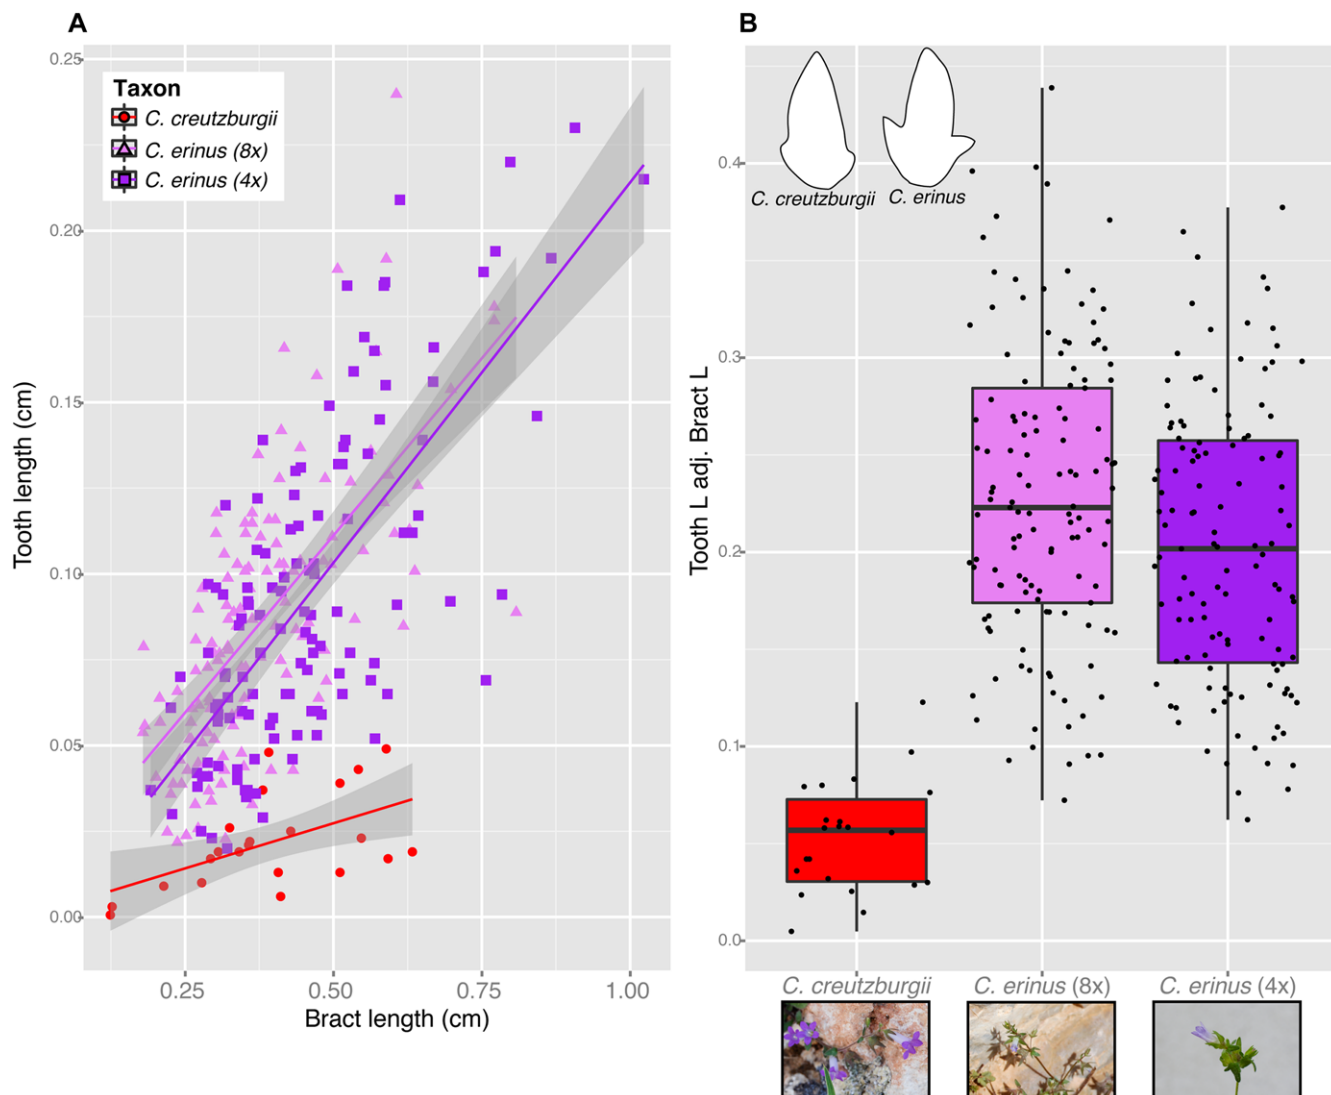 A
Taxon
C. creutzburgii
C. erinus (8x)
C. erinus (4x)
Tooth length (cm)
0.25
0.20
0.15
0.10
0.05
0.00
0.25 0.50 0.75 1.00
Bract length (cm)
B
C. creutzburgii C. erinus
Tooth L adj. Bract L
0.4
0.3
0.2
0.1
0.0
C. creutzburgii C. erinus (8x) C. erinus (4x)